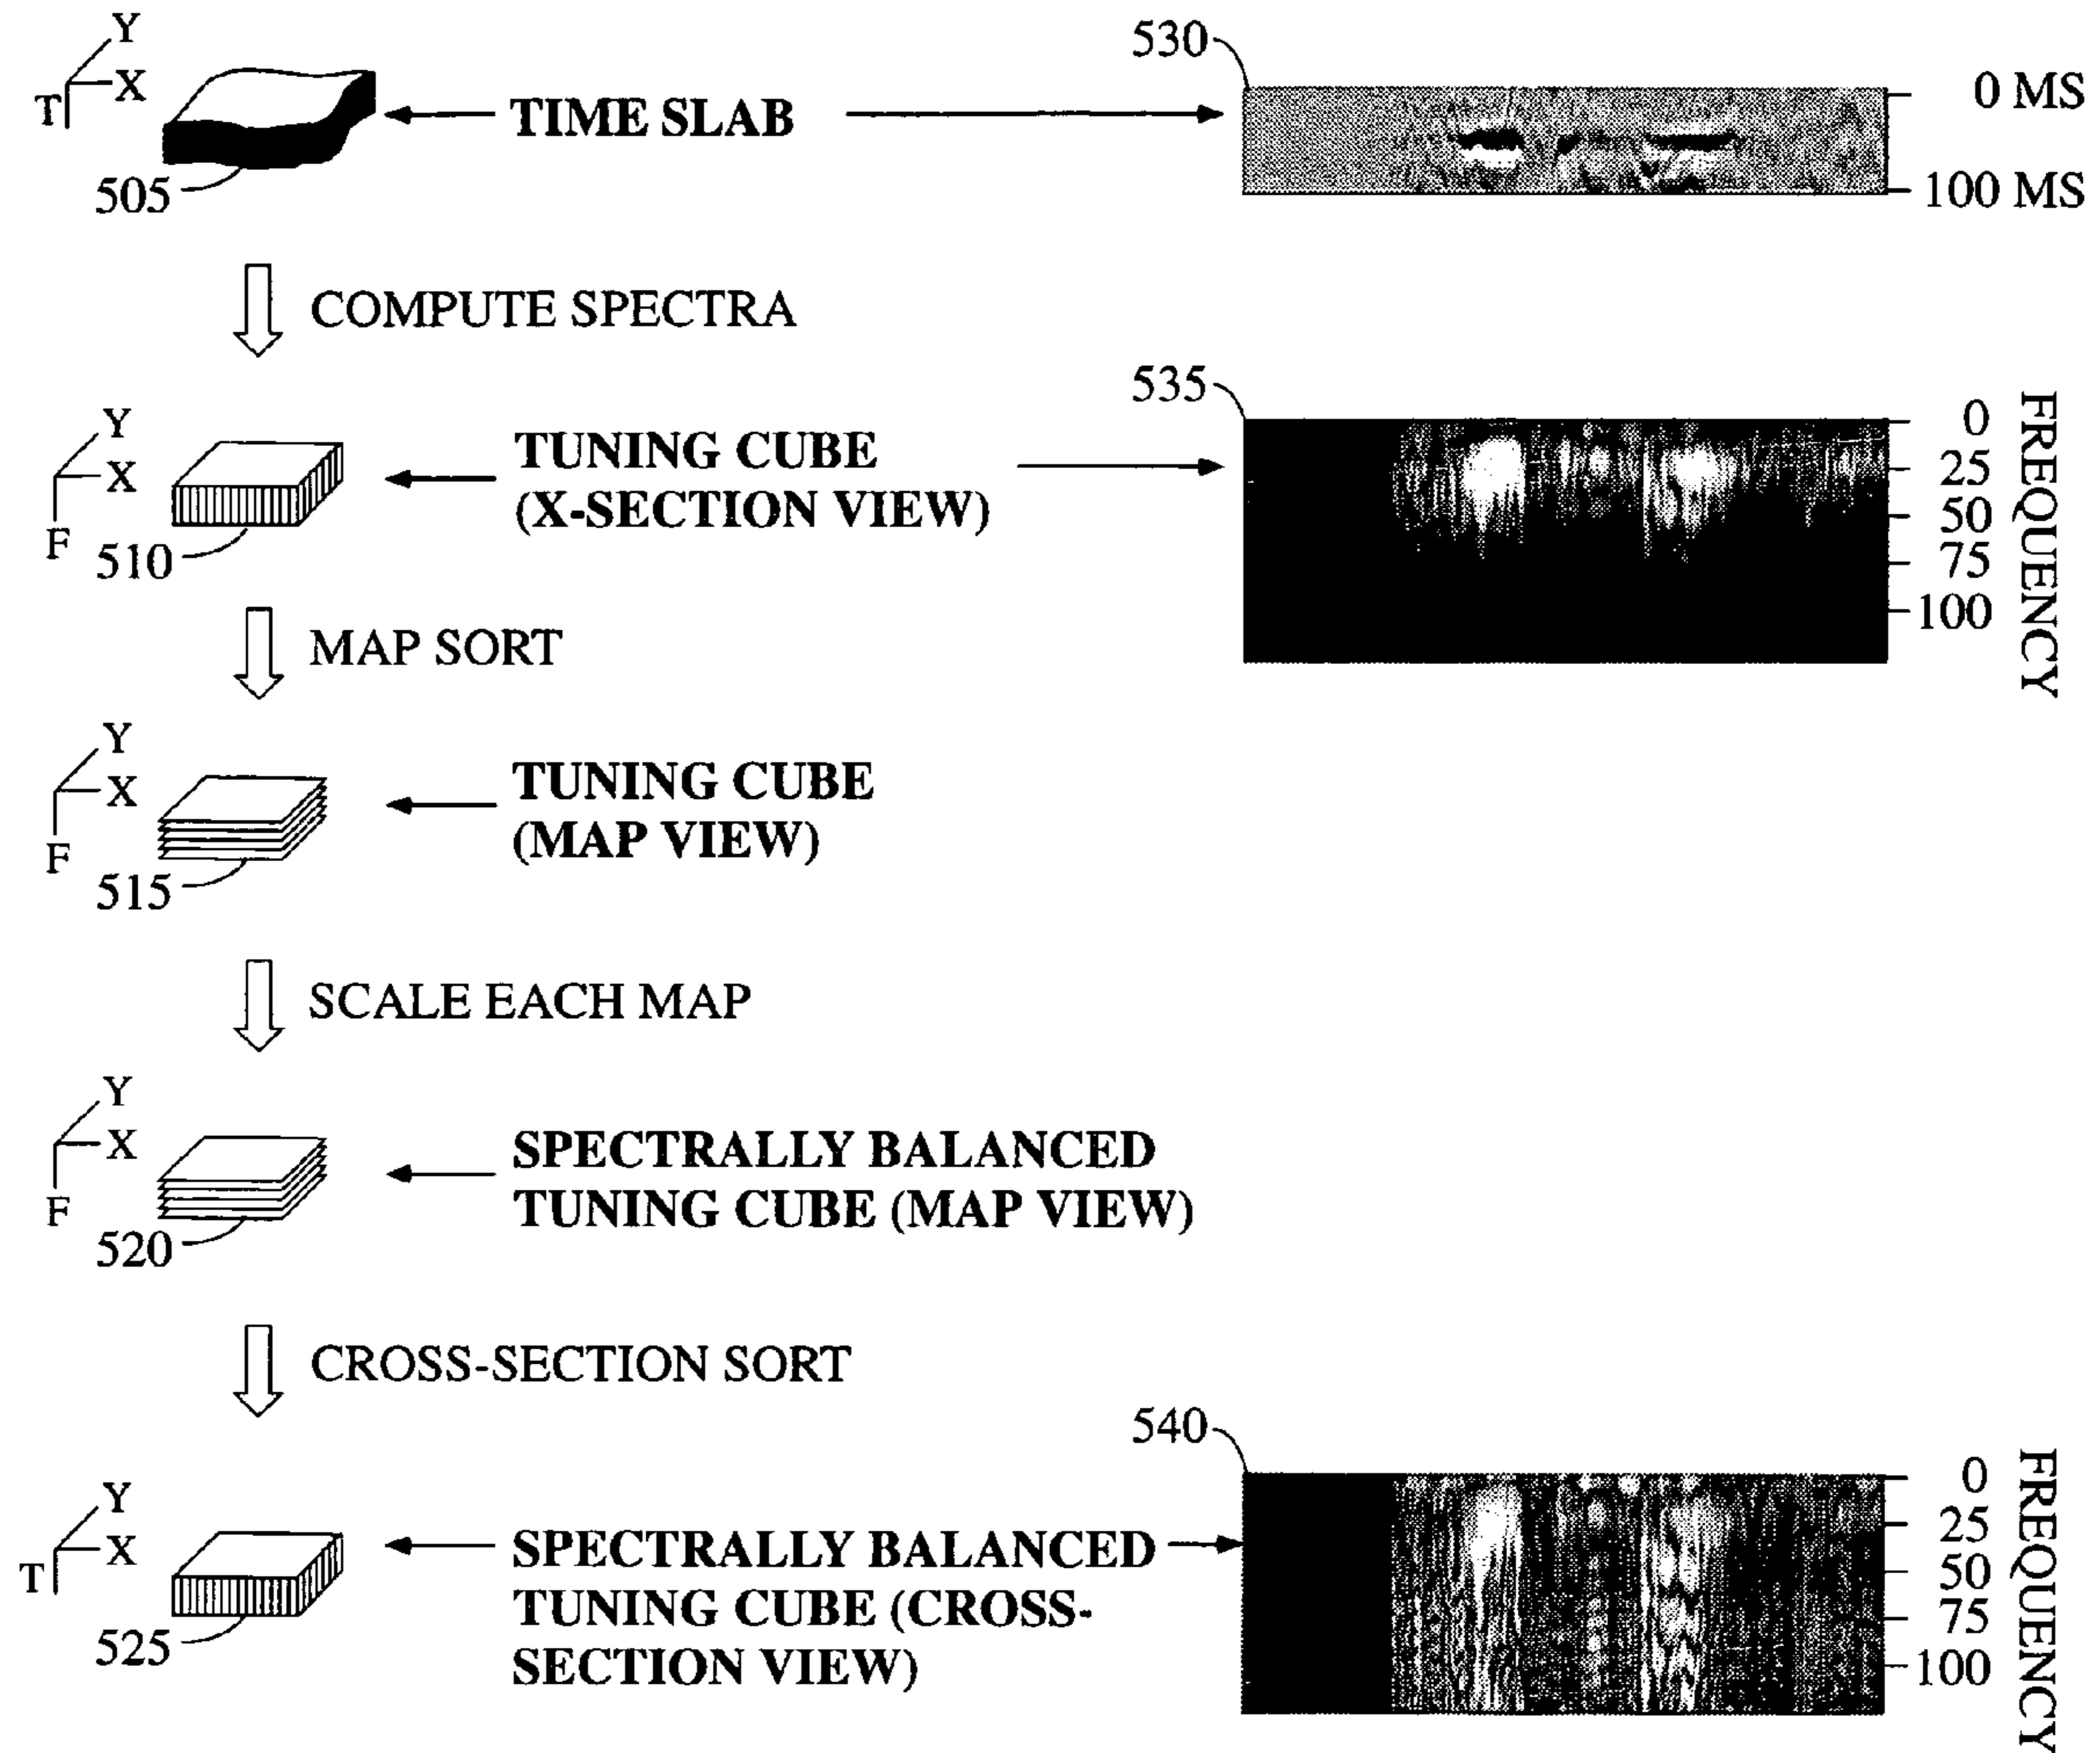 Y
X
T
505
TIME SLAB
530
0 MS
100 MS
COMPUTE SPECTRA
Y
X
F
510
TUNING CUBE
(X-SECTION VIEW)
535
0
25
50
75
100
FREQUENCY
MAP SORT
Y
X
F
515
TUNING CUBE
(MAP VIEW)
SCALE EACH MAP
Y
X
F
520
SPECTRALLY BALANCED
TUNING CUBE (MAP VIEW)
CROSS-SECTION SORT
Y
X
T
525
SPECTRALLY BALANCED
TUNING CUBE (CROSS-
SECTION VIEW)
540
0
25
50
75
100
FREQUENCY